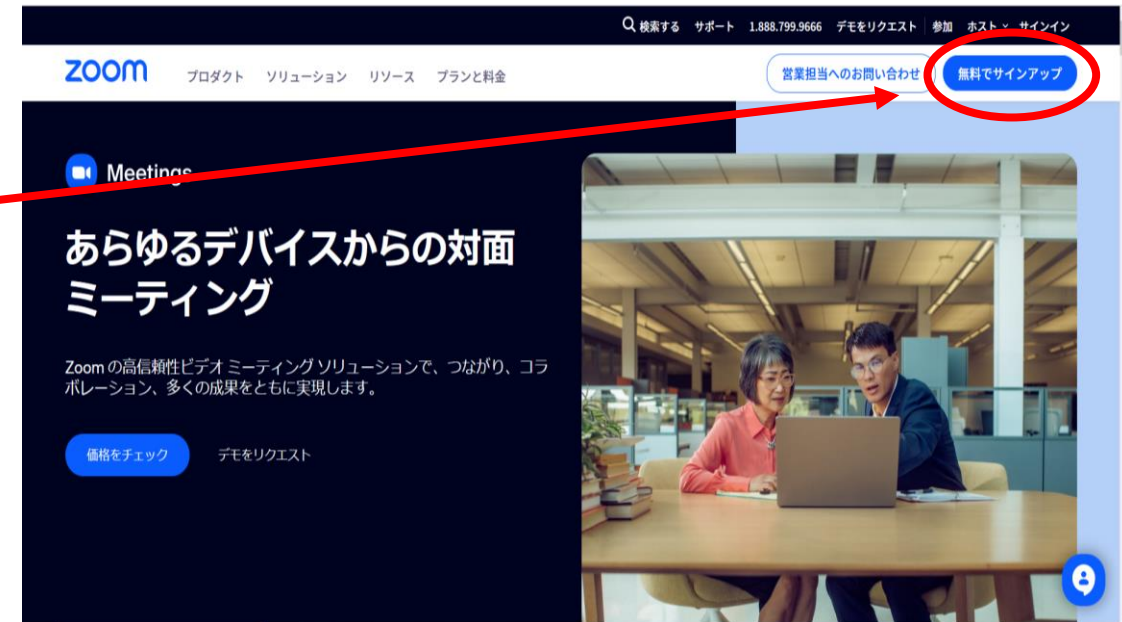 検索する サポート 1.888.799.9666 デモをリクエスト 参加 ホスト サインイン
zoom プロダクト ソリューション リソース プランと料金 営業担当へのお問い合わせ 無料でサインアップ
Meetings
あらゆるデバイスからの対面
ミーティング
Zoom の高信頼性ビデオ ミーティング ソリューションで、つながり、コラ
ボレーション、多くの成果をともに実現します。
価格をチェック デモをリクエスト